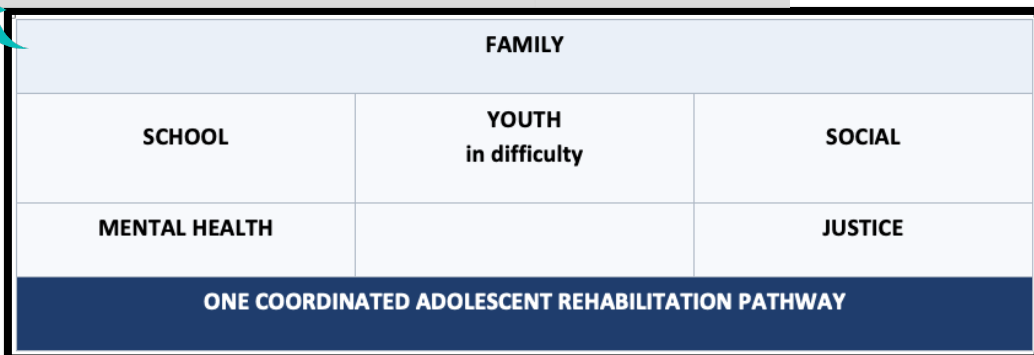 FAMILY
SCHOOL
YOUTH
in difficulty
SOCIAL
MENTAL HEALTH
JUSTICE
ONE COORDINATED ADOLESCENT REHABILITATION PATHWAY